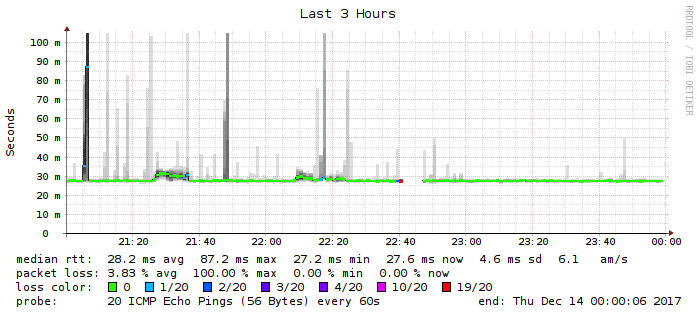 Last 3 Hours
RRDTOOL / TOBI OETIKER
Seconds
100 m
90 m
80 m
70 m
60 m
50 m
40 m
30 m
20 m
10 m
0
21:20 21:40 22:00 22:20 22:40 23:00 23:20 23:40 00:00
median rtt: 28.2 ms avg 87.2 ms max 27.2 ms min 27.6 ms now 4.6 ms sd 6.1 am/s
packet loss: 3.83 % avg 100.00 % max 0.00 % min 0.00 % now
loss color: 0 1/20 2/20 3/20 4/20 10/20 19/20
probe: 20 ICMP Echo Pings (56 Bytes) every 60s end: Thu Dec 14 00:00:06 2017